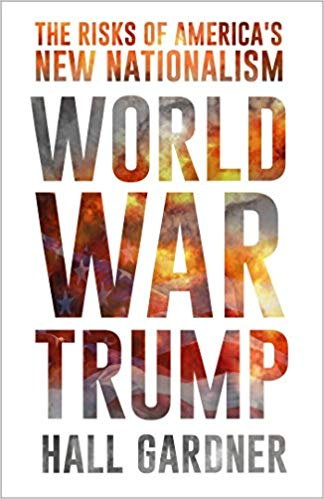 THE RISKS OF AMERICA'S
NEW NATIONALISM
WORLD
WAR
TRUMP
HALL GARDNER